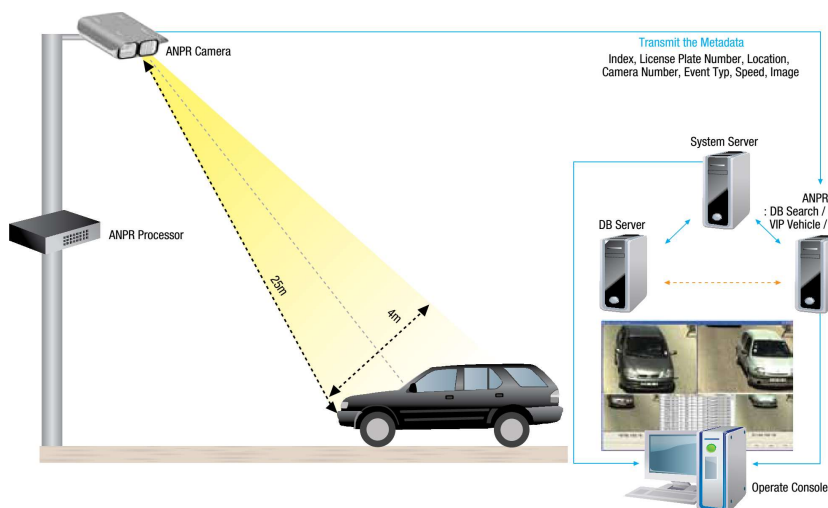 ANPR Camera
Transmit the Metadata
Index, License Plate Number, Location,
Camera Number, Event Typ, Speed, Image
System Server
ANPR
: DB Search /
VIP Vehicle /
DB Server
ANPR Processor
25m
4m
Operate Console